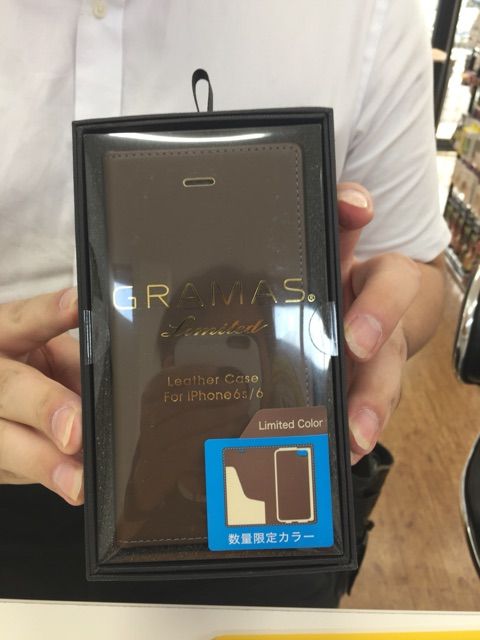 GRAMAS®
Limited
Leather Case
For iPhone6s/6
Limited Color
数量限定カラー